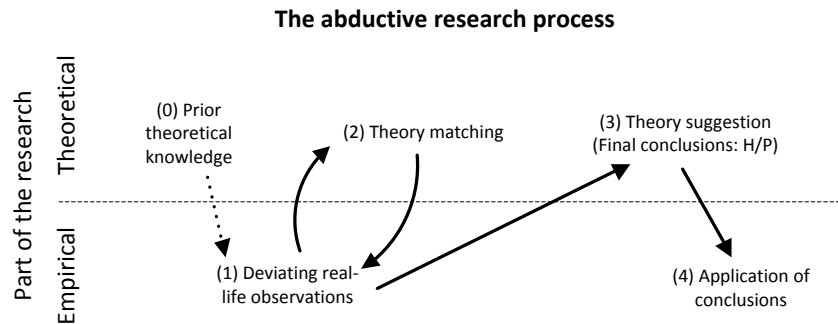 The abductive research process
Part of the research
Theoretical
Empirical
(0) Prior
theoretical
knowledge
(2) Theory matching
(3) Theory suggestion
(Final conclusions: H/P)
(1) Deviating real-
life observations
(4) Application of
conclusions